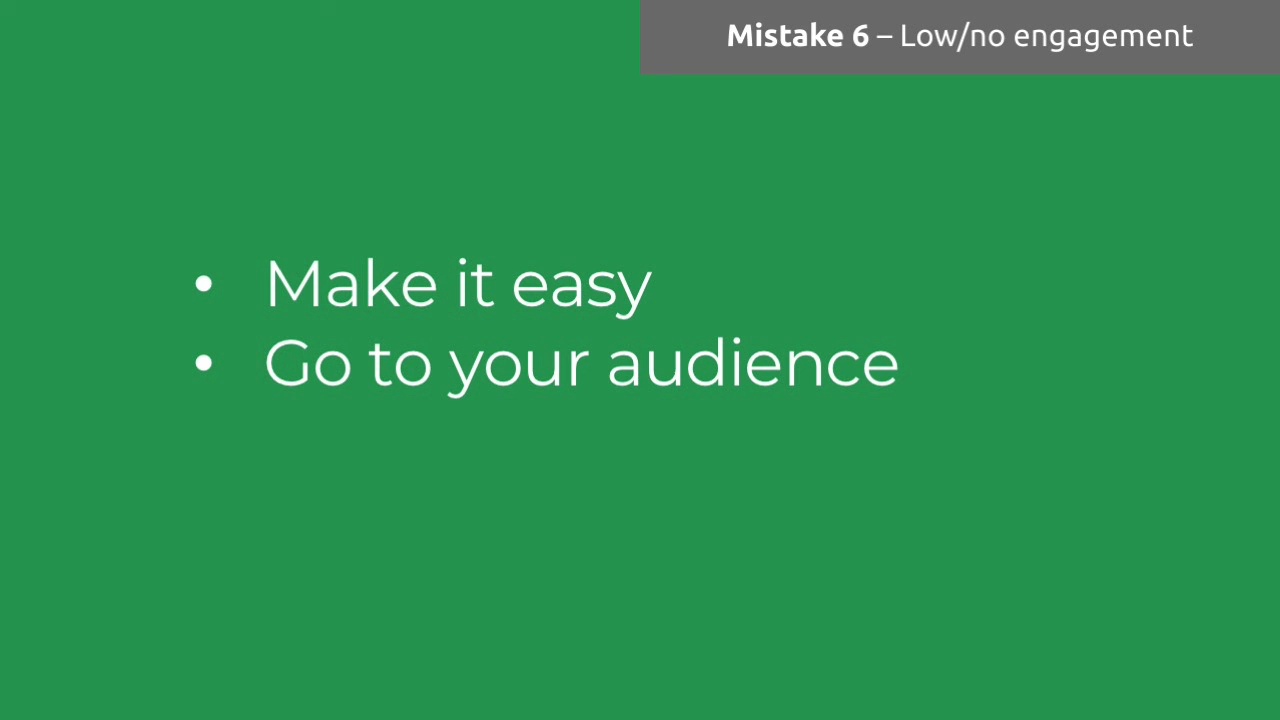 Mistake 6 – Low/no engagement
• Make it easy
• Go to your audience